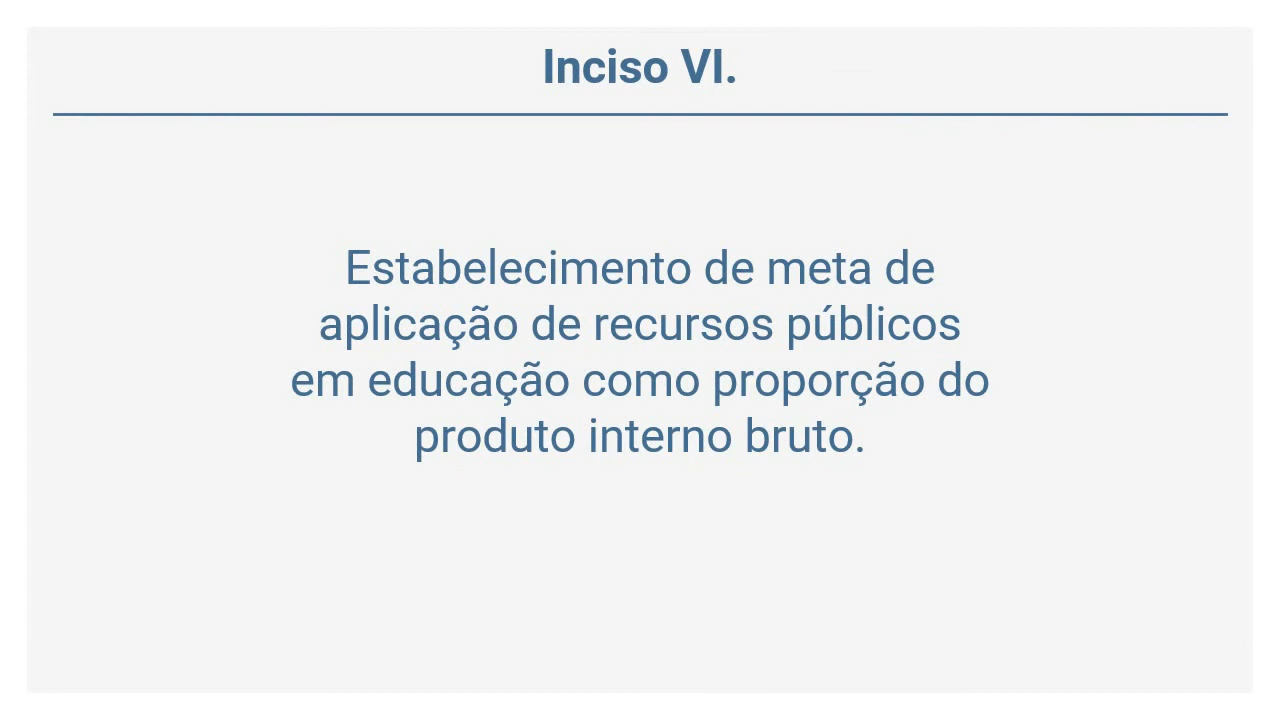 Inciso VI.
Estabelecimento de meta de
aplicação de recursos públicos
em educação como proporção do
produto interno bruto.